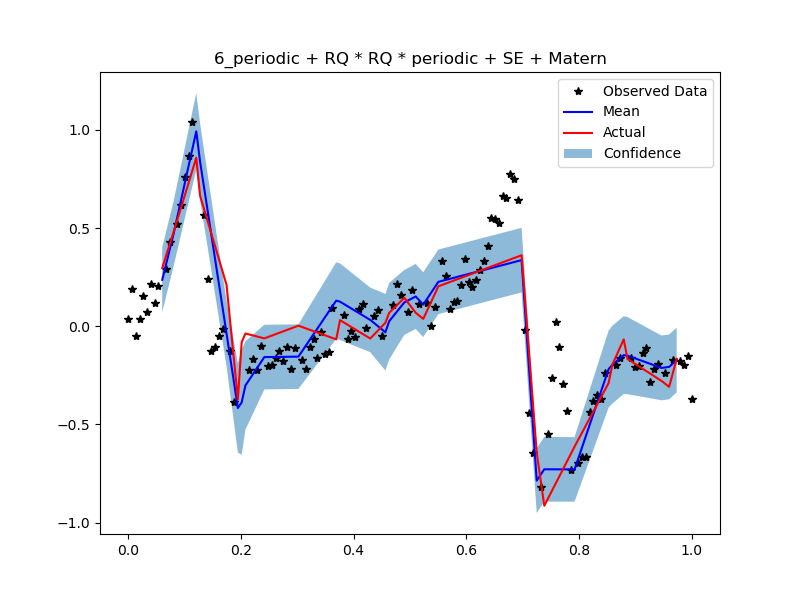 6_periodic + RQ * RQ * periodic + SE + Matern
Observed Data
Mean
Actual
Confidence
1.0
0.5
0.0
−0.5
−1.0
0.0 0.2 0.4 0.6 0.8 1.0